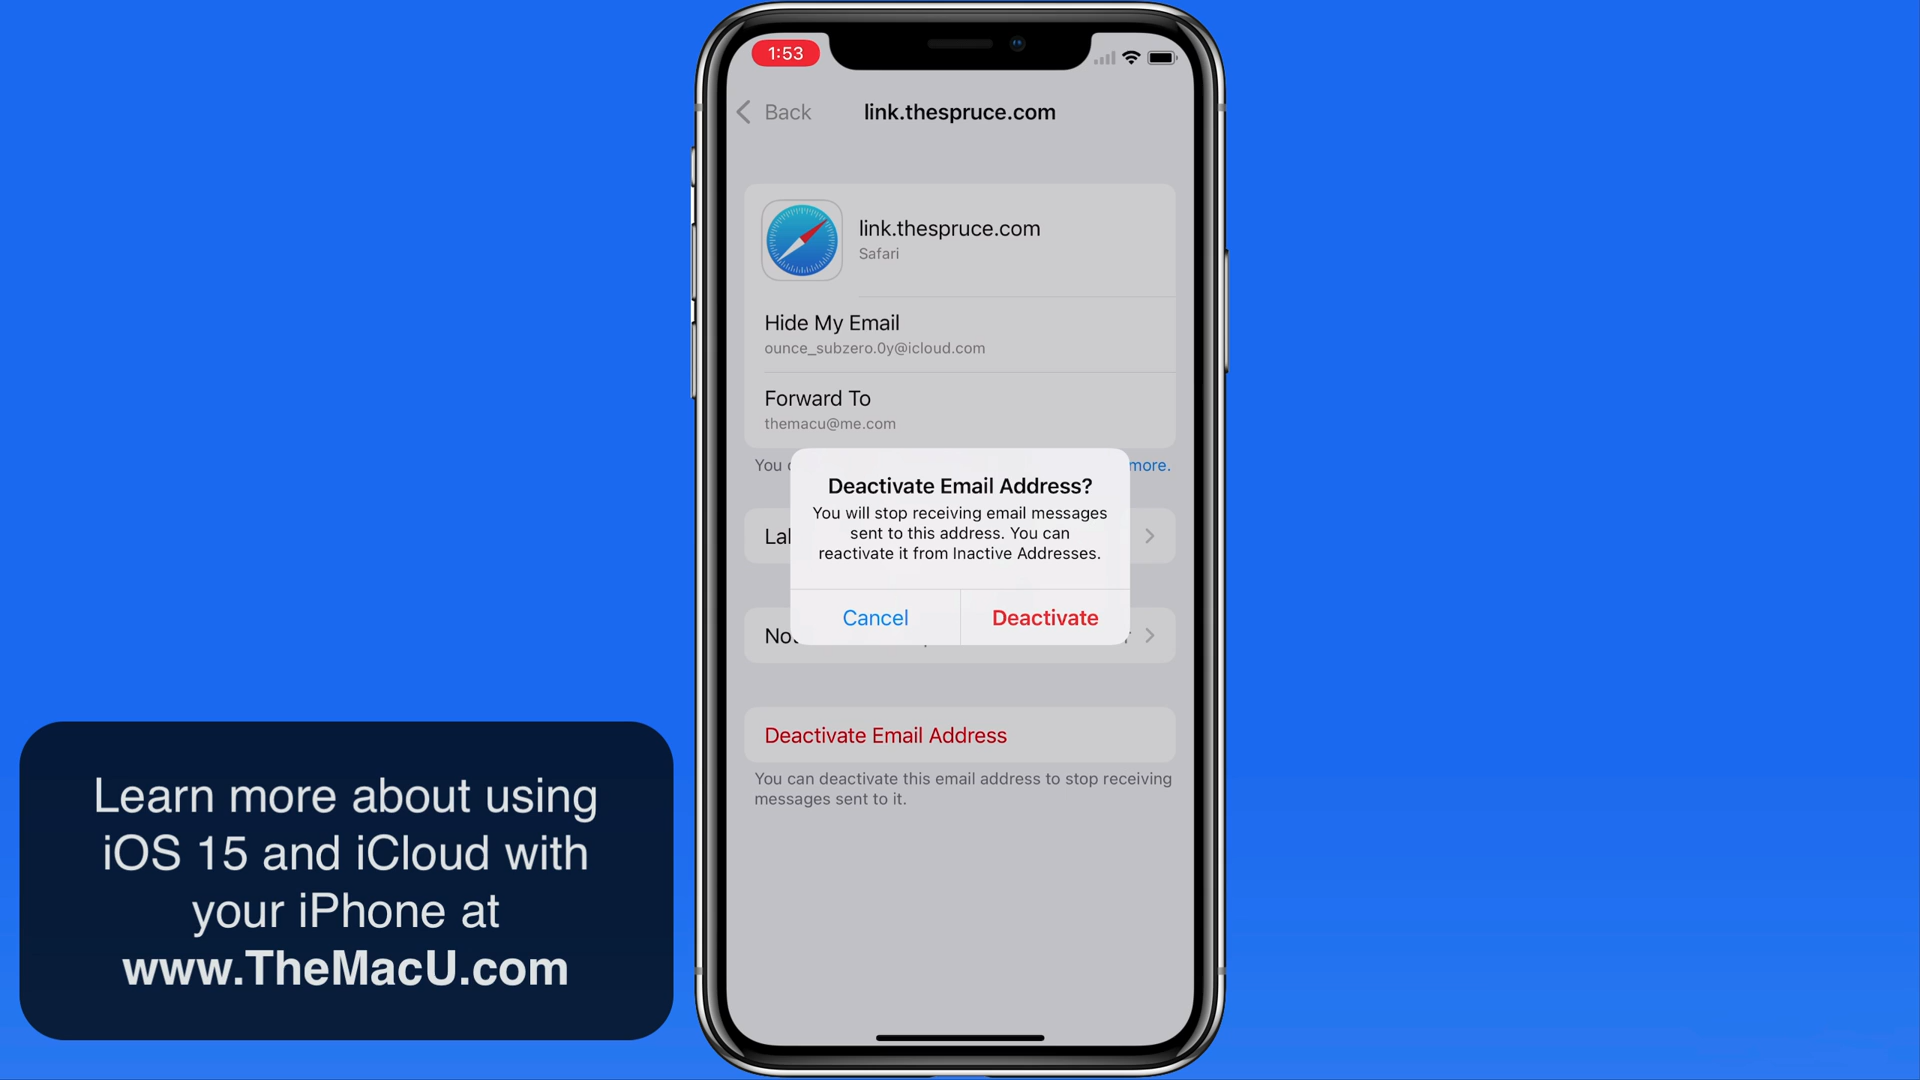 1:53
Back
link.thespruce.com
link.thespruce.com
Safari
Hide My Email
ounce_subzero.0y@icloud.com
Forward To
themacu@me.com
You
more.
Deactivate Email Address?
You will stop receiving email messages
sent to this address. You can
reactivate it from Inactive Addresses.
Cancel
Deactivate
Deactivate Email Address
You can deactivate this email address to stop receiving
messages sent to it.
Learn more about using
iOS 15 and iCloud with
your iPhone at
www.TheMacU.com